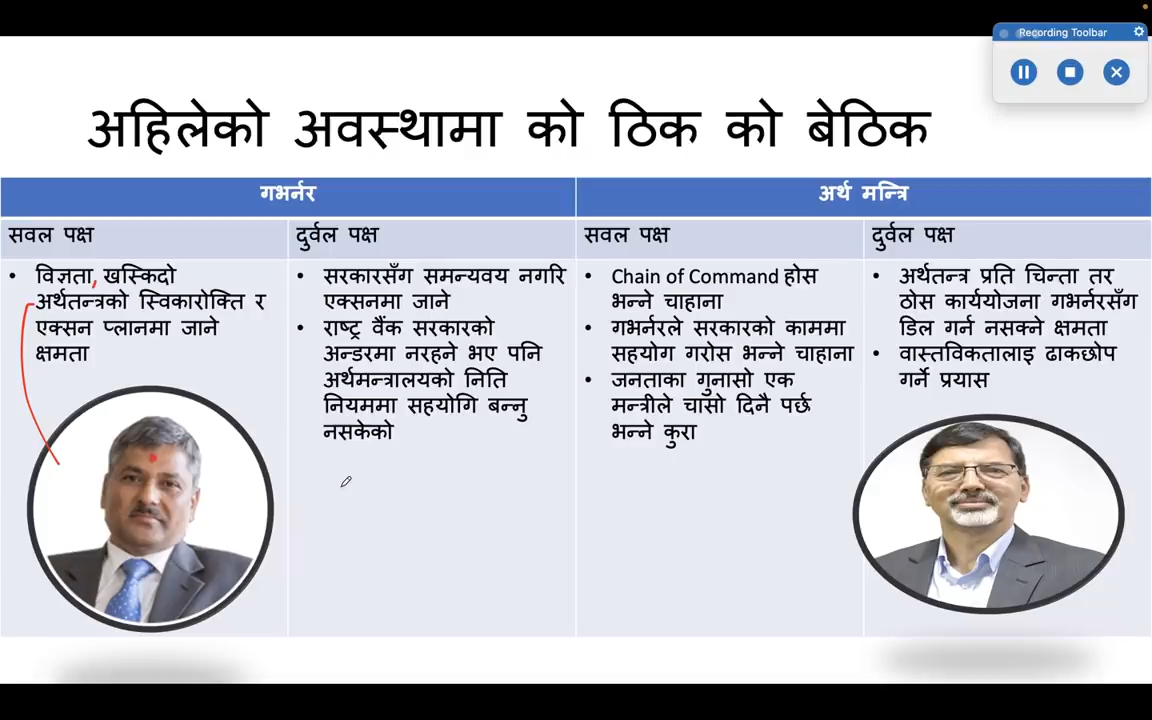 Recording Toolbar
अहिलेको अवस्थामा को ठिक को बेठिक
गभर्नर
अर्थ मन्त्रि
सवल पक्ष
दुर्वल पक्ष
सवल पक्ष
दुर्वल पक्ष
• विज्ञता, खस्किदो
अर्थतन्त्रको स्विकारोक्ति र
एक्सन प्लानमा जाने
क्षमता
• सरकारसँग समन्यवय नगरि
एक्सनमा जाने
• राष्ट्र वैंक सरकारको
अन्डरमा नरहने भए पनि
अर्थमन्त्रालयको निति
नियममा सहयोगि बन्नु
नसकेको
• Chain of Command होस
भन्ने चाहाना
• गभर्नरले सरकारको काममा
सहयोग गरोस भन्ने चाहाना
• जनताका गुनासो एक
मन्त्रीले चासो दिनै पर्छ
भन्ने कुरा
• अर्थतन्त्र प्रति चिन्ता तर
ठोस कार्ययोजना गभर्नरसँग
डिल गर्न नसक्ने क्षमता
• वास्तविकतालाइ ढाकछोप
गर्ने प्रयास